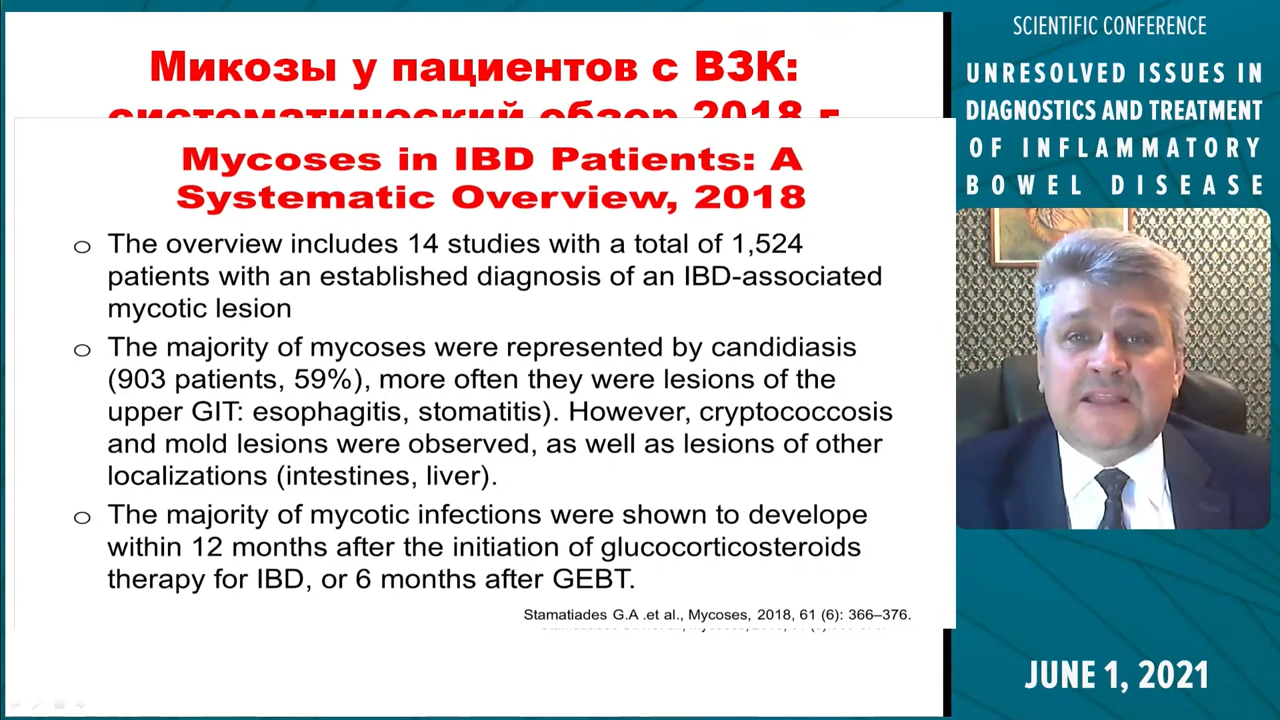 Микозы у пациентов с ВЗК:
систематический обзор 2018 г
Mycoses in IBD Patients: A
Systematic Overview, 2018
o The overview includes 14 studies with a total of 1,524
patients with an established diagnosis of an IBD-associated
mycotic lesion
o The majority of mycoses were represented by candidiasis
(903 patients, 59%), more often they were lesions of the
upper GIT: esophagitis, stomatitis). However, cryptococcosis
and mold lesions were observed, as well as lesions of other
localizations (intestines, liver).
o The majority of mycotic infections were shown to develope
within 12 months after the initiation of glucocorticosteroids
therapy for IBD, or 6 months after GEBT.
Stamatiades G.A .et al., Mycoses, 2018, 61 (6): 366–376.
SCIENTIFIC CONFERENCE
UNRESOLVED ISSUES IN
DIAGNOSTICS AND TREATMENT
OF INFLAMMATORY
BOWEL DISEASE
JUNE 1, 2021